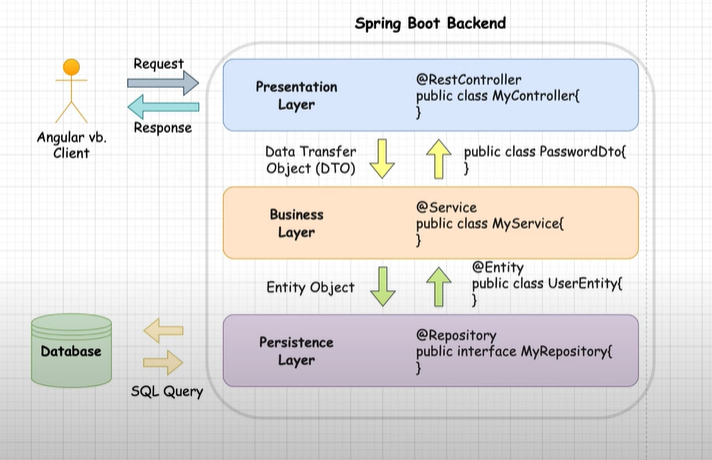 Spring Boot Backend
Request
Response
Angular vb.
Client
Presentation
Layer
@RestController
public class MyController{
}
Data Transfer
Object (DTO)
public class PasswordDto{
}
Business
Layer
@Service
public class MyService{
}
Entity Object
@Entity
public class UserEntity{
}
Persistence
Layer
@Repository
public interface MyRepository{
}
Database
SQL Query